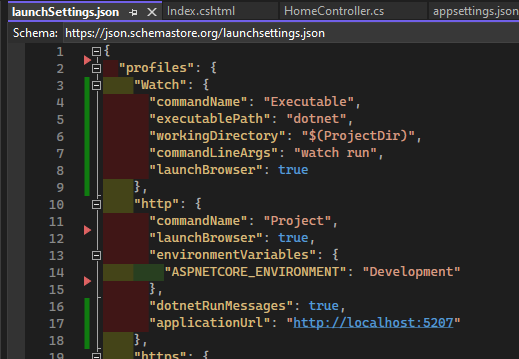 launchSettings.json Index.cshtml HomeController.cs appsettings.json
Schema: https://json.schemastore.org/launchsettings.json
1 {
2 "profiles": {
3 "Watch": {
4 "commandName": "Executable",
5 "executablePath": "dotnet",
6 "workingDirectory": "$(ProjectDir)",
7 "commandLineArgs": "watch run",
8 "launchBrowser": true
9 },
10 "http": {
11 "commandName": "Project",
12 "launchBrowser": true,
13 "environmentVariables": {
14 "ASPNETCORE_ENVIRONMENT": "Development"
15 },
16 "dotnetRunMessages": true,
17 "applicationUrl": "http://localhost:5207"
18 },
19 "https": {